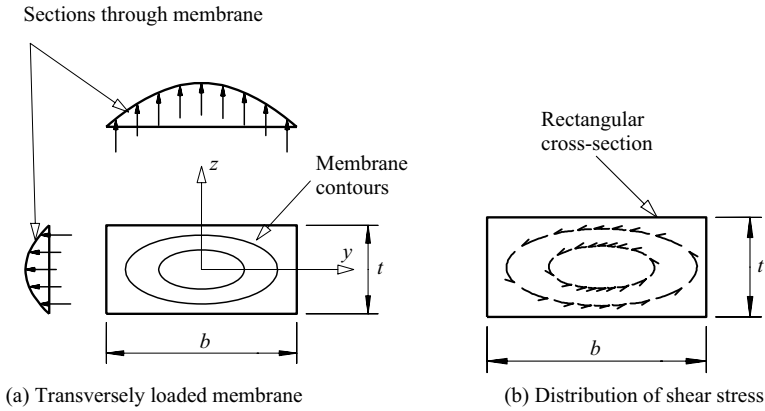 Sections through membrane
Rectangular
cross-section
z
Membrane
contours
y
t
t
b
b
(a) Transversely loaded membrane
(b) Distribution of shear stress